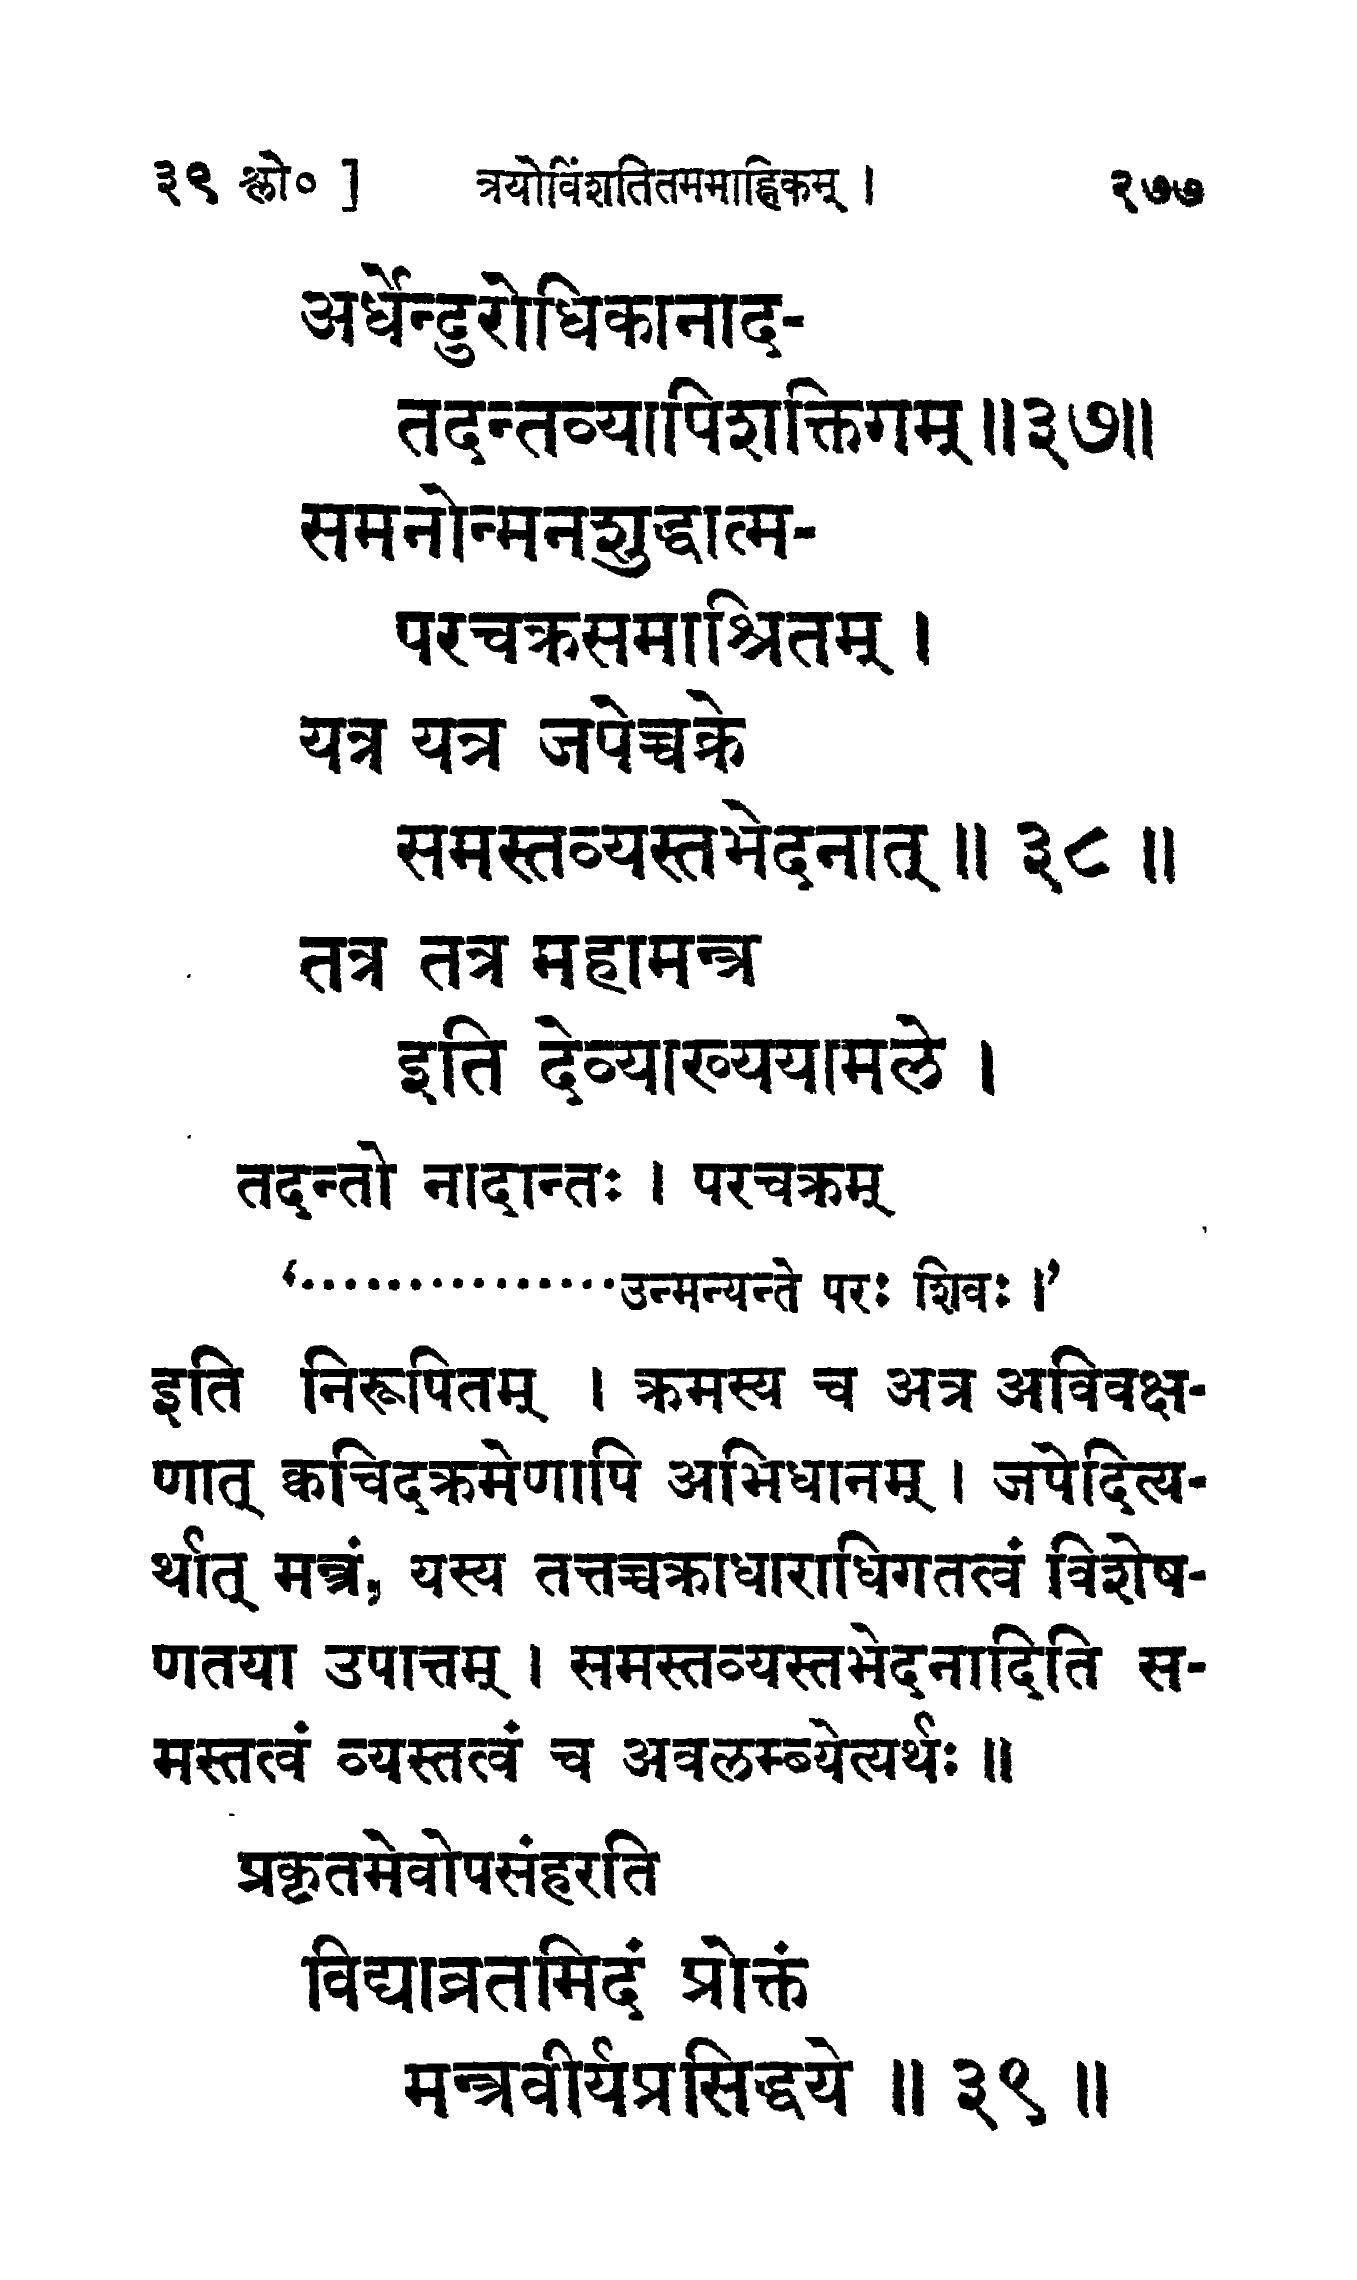 ३९ श्लो० ] त्रयोविंशतितममाह्निकम् । २७७
अर्धेन्दुरोधिकानाद-
तदन्तव्यापिशक्तिगम्॥३७॥
समनोन्मनशुद्धात्म-
परचक्रसमाश्रितम् ।
यत्र यत्र जपेच्चक्रे
समस्तव्यस्तभेदनात् ॥ ३८ ॥
तत्र तत्र महामन्त्र
इति देव्याख्ययामले ।
तदन्तो नादान्तः । परचक्रम्
‘···············उन्मन्यन्ते परः शिवः ।’
इति निरूपितम् । क्रमस्य च अत्र अविवक्ष-
णात् क्वचिदक्रमेणापि अभिधानम् । जपेदित्य-
र्थात् मन्त्रं, यस्य तत्तच्चक्राधाराधिगतत्वं विशेष-
णतया उपात्तम् । समस्तव्यस्तभेदनादिति स-
मस्तत्वं व्यस्तत्वं च अवलम्ब्येत्यर्थः ॥
प्रकृतमेवोपसंहरति
विद्याव्रतमिदं प्रोक्तं
मन्त्रवीर्यप्रसिद्धये ॥ ३९ ॥